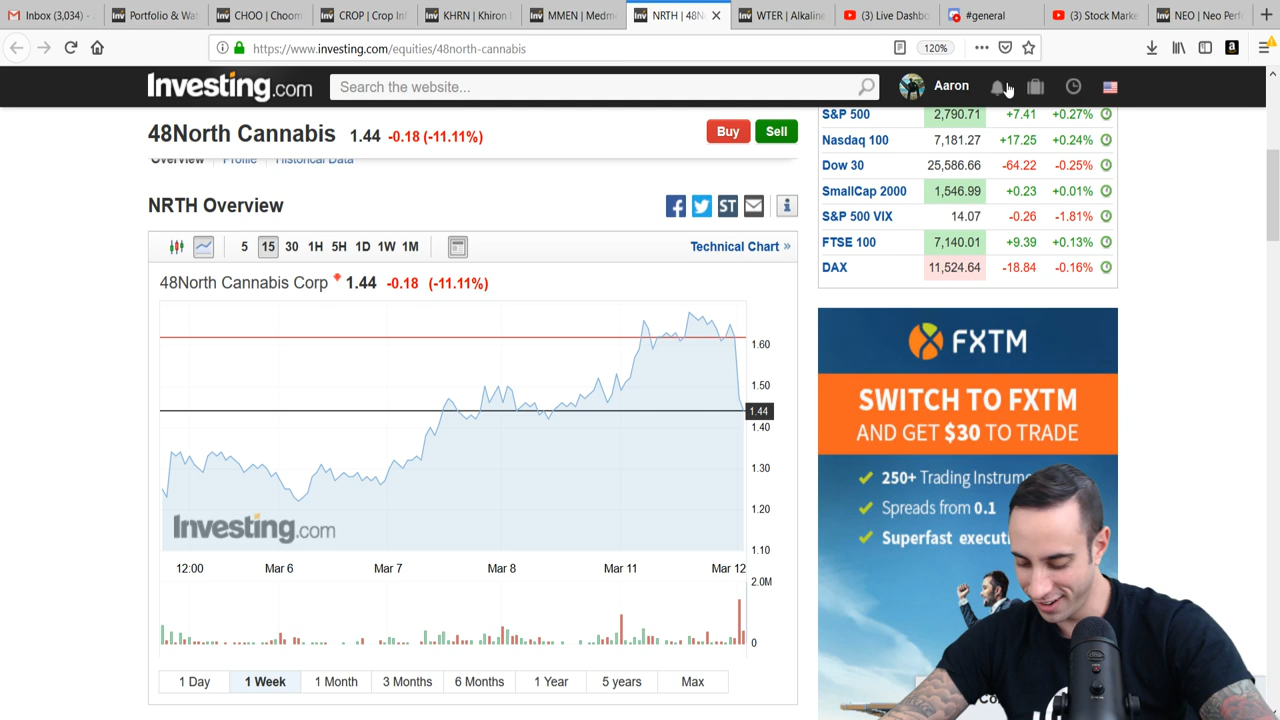 Inbox (3,034)
Portfolio & Wa
CHOO | Choom
CROP | Crop Inf
KHRN | Khiron L
MMEN | Medme
NRTH | 48N
WTER | Alkaline
(3) Live Dashbo
#general
(3) Stock Marke
NEO | Neo Perf
https://www.investing.com/equities/48north-cannabis
120%
Investing.com
Search the website...
Aaron
48North Cannabis 1.44 -0.18 (-11.11%)
Buy
Sell
Overview Profile Historical Data
NRTH Overview
ST
5 15 30 1H 5H 1D 1W 1M
Technical Chart »
48North Cannabis Corp 1.44 -0.18 (-11.11%)
1.60
1.50
1.44
1.40
1.30
1.20
1.10
Investing.com
12:00 Mar 6 Mar 7 Mar 8 Mar 11 Mar 12
2.0M
0
1 Day 1 Week 1 Month 3 Months 6 Months 1 Year 5 years Max
S&P 500 2,790.71 +7.41 +0.27%
Nasdaq 100 7,181.27 +17.25 +0.24%
Dow 30 25,586.66 -64.22 -0.25%
SmallCap 2000 1,546.99 +0.23 +0.01%
S&P 500 VIX 14.07 -0.26 -1.81%
FTSE 100 7,140.01 +9.39 +0.13%
DAX 11,524.64 -18.84 -0.16%
FXTM
SWITCH TO FXTM
AND GET $30 TO TRADE
250+ Trading Instrume
Spreads from 0.1
Superfast executi